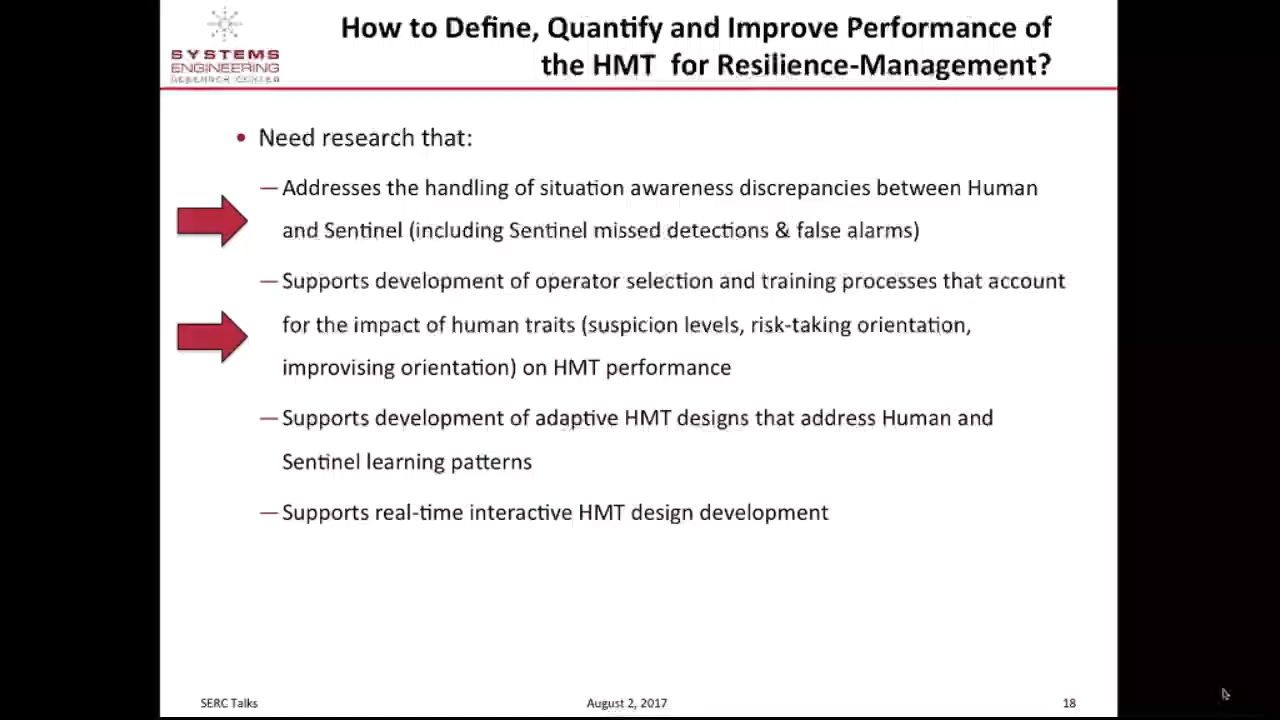 How to Define, Quantify and Improve Performance of
the HMT for Resilience-Management?
SYSTEMS
ENGINEERING
RESEARCH CENTER
• Need research that:
— Addresses the handling of situation awareness discrepancies between Human
and Sentinel (including Sentinel missed detections & false alarms)
— Supports development of operator selection and training processes that account
for the impact of human traits (suspicion levels, risk-taking orientation,
improvising orientation) on HMT performance
— Supports development of adaptive HMT designs that address Human and
Sentinel learning patterns
— Supports real-time interactive HMT design development
SERC Talks
August 2, 2017
18